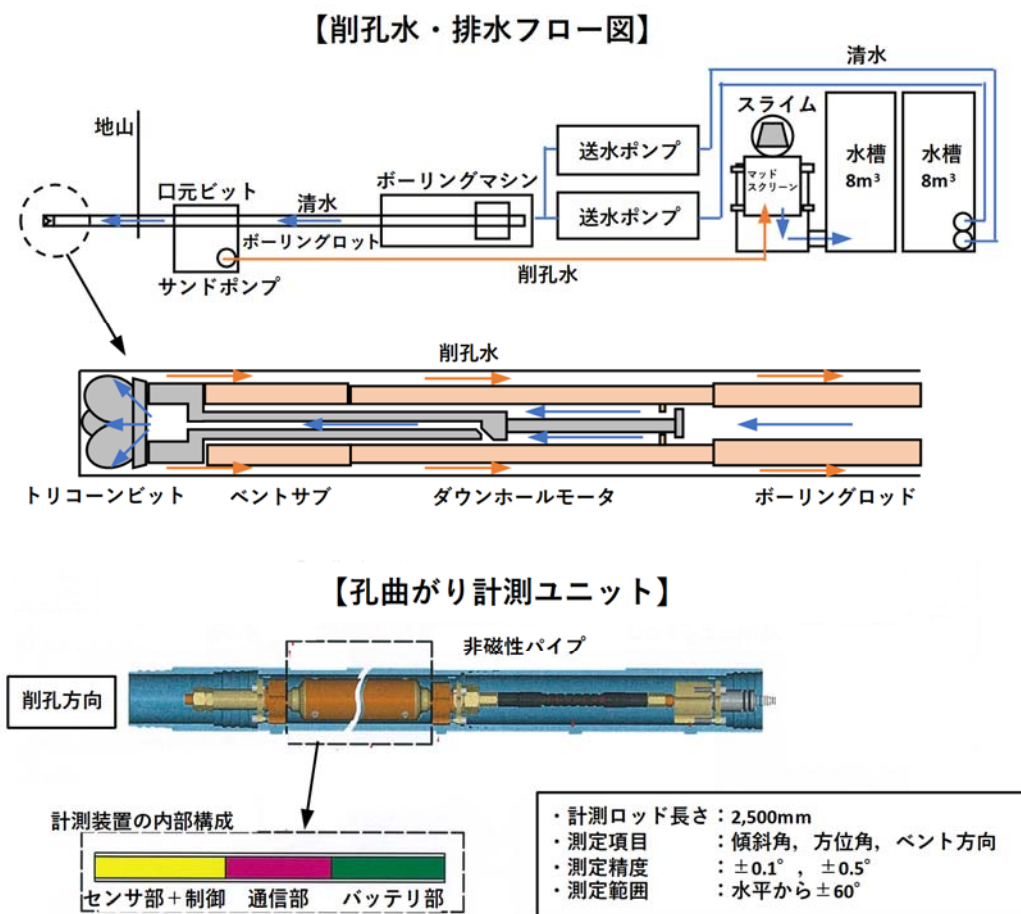 【削孔水・排水フロー図】
清水
スライム
地山
送水ポンプ
水槽
8m³
水槽
8m³
口元ビット
ボーリングマシン
マッド
スクリーン
清水
送水ポンプ
ボーリングロット
サンドポンプ
削孔水
削孔水
トリコーンビット
ベントサブ
ダウンホールモータ
ボーリングロッド
【孔曲がり計測ユニット】
非磁性パイプ
削孔方向
計測装置の内部構成
センサ部＋制御
通信部
バッテリ部
・計測ロッド長さ：2,500mm
・測定項目　　　：傾斜角，方位角，ベント方向
・測定精度　　　：±0.1°，±0.5°
・測定範囲　　　：水平から±60°